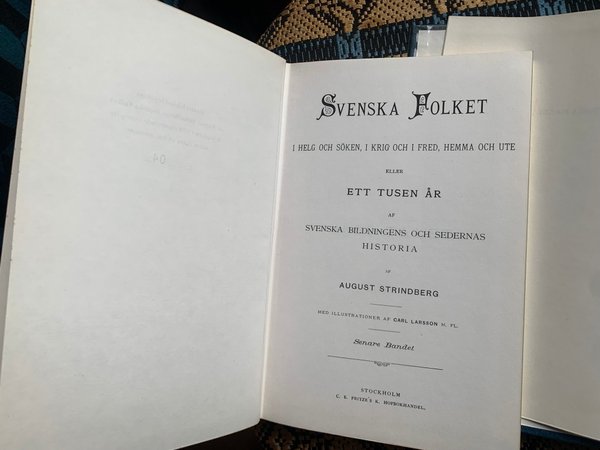 SVENSKA FOLKET
I HELG OCH SÖKEN, I KRIG OCH I FRED, HEMMA OCH UTE
ELLER
ETT TUSEN ÅR
AF
SVENSKA BILDNINGENS OCH SEDERNAS
HISTORIA
AF
AUGUST STRINDBERG
MED ILLUSTRATIONER AF CARL LARSSON M. FL.
Senare Bandet
STOCKHOLM
C. E. FRITZE'S K. HOFBOKHANDEL.